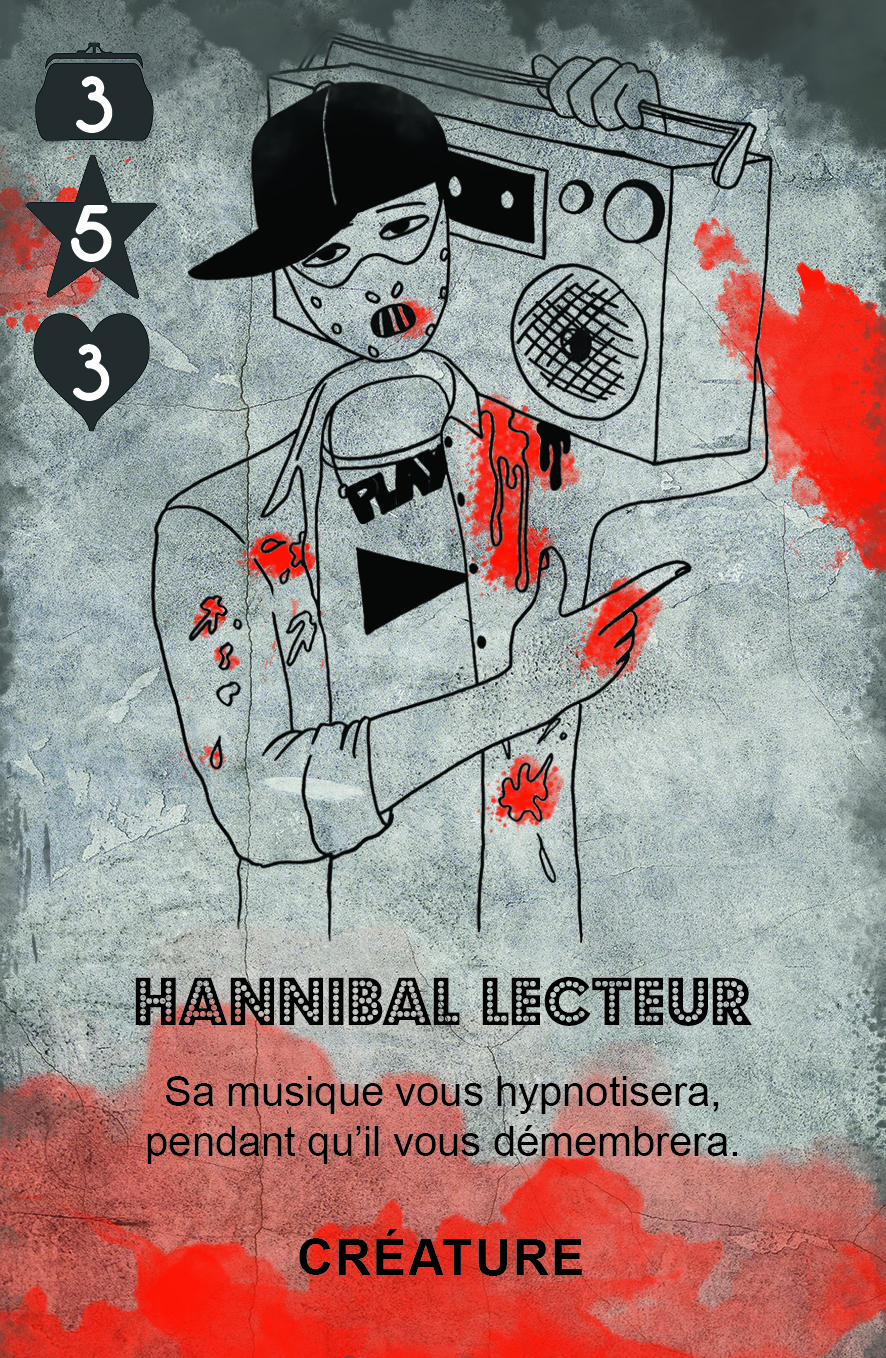 3
5
3
PLAY
HANNIBAL LECTEUR
Sa musique vous hypnotisera,
pendant qu'il vous démembrera.
CRÉATURE